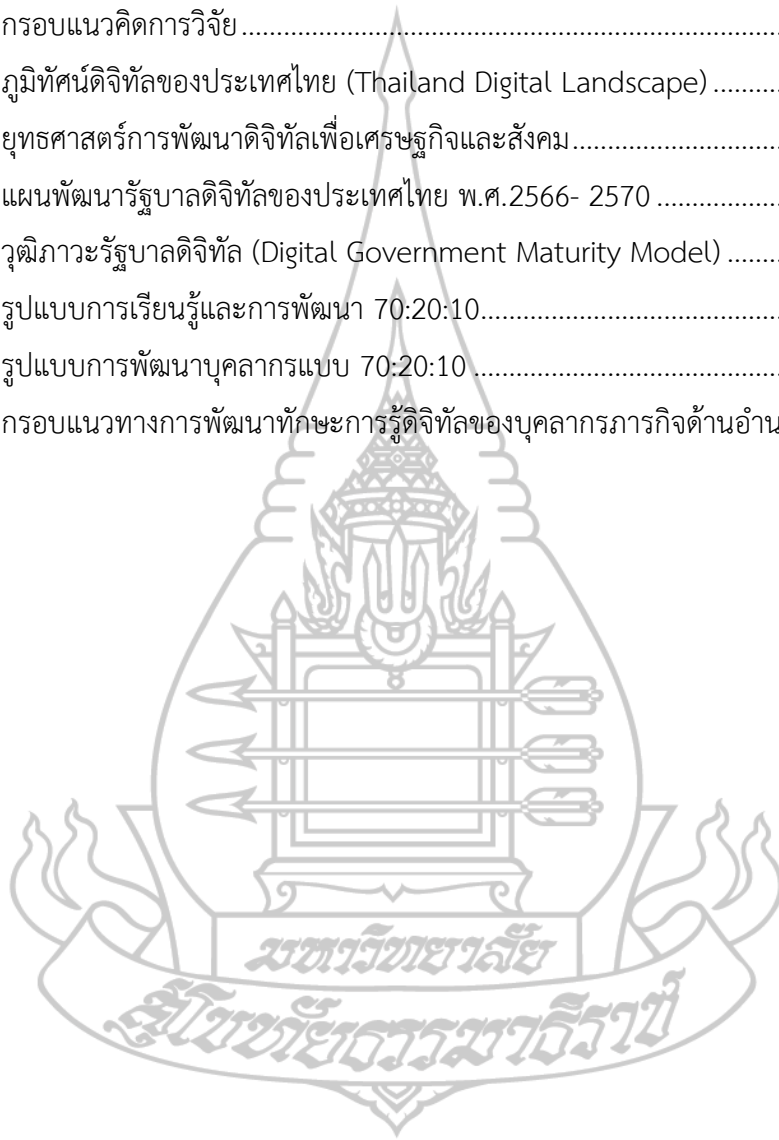 กรอบแนวคิดการวิจัย................................................................................
ภูมิทัศน์ดิจิทัลของประเทศไทย (Thailand Digital Landscape)..........
ยุทธศาสตร์การพัฒนาดิจิทัลเพื่อเศรษฐกิจและสังคม..............................
แผนพัฒนารัฐบาลดิจิทัลของประเทศไทย พ.ศ.2566- 2570..................
วุฒิภาวะรัฐบาลดิจิทัล (Digital Government Maturity Model)........
รูปแบบการเรียนรู้และการพัฒนา 70:20:10...........................................
รูปแบบการพัฒนาบุคลากรแบบ 70:20:10............................................
กรอบแนวทางการพัฒนาทักษะการรู้ดิจิทัลของบุคลากรภารกิจด้านอำน
มหาวิทยาลัย
สุโขทัยธรรมาธิราช